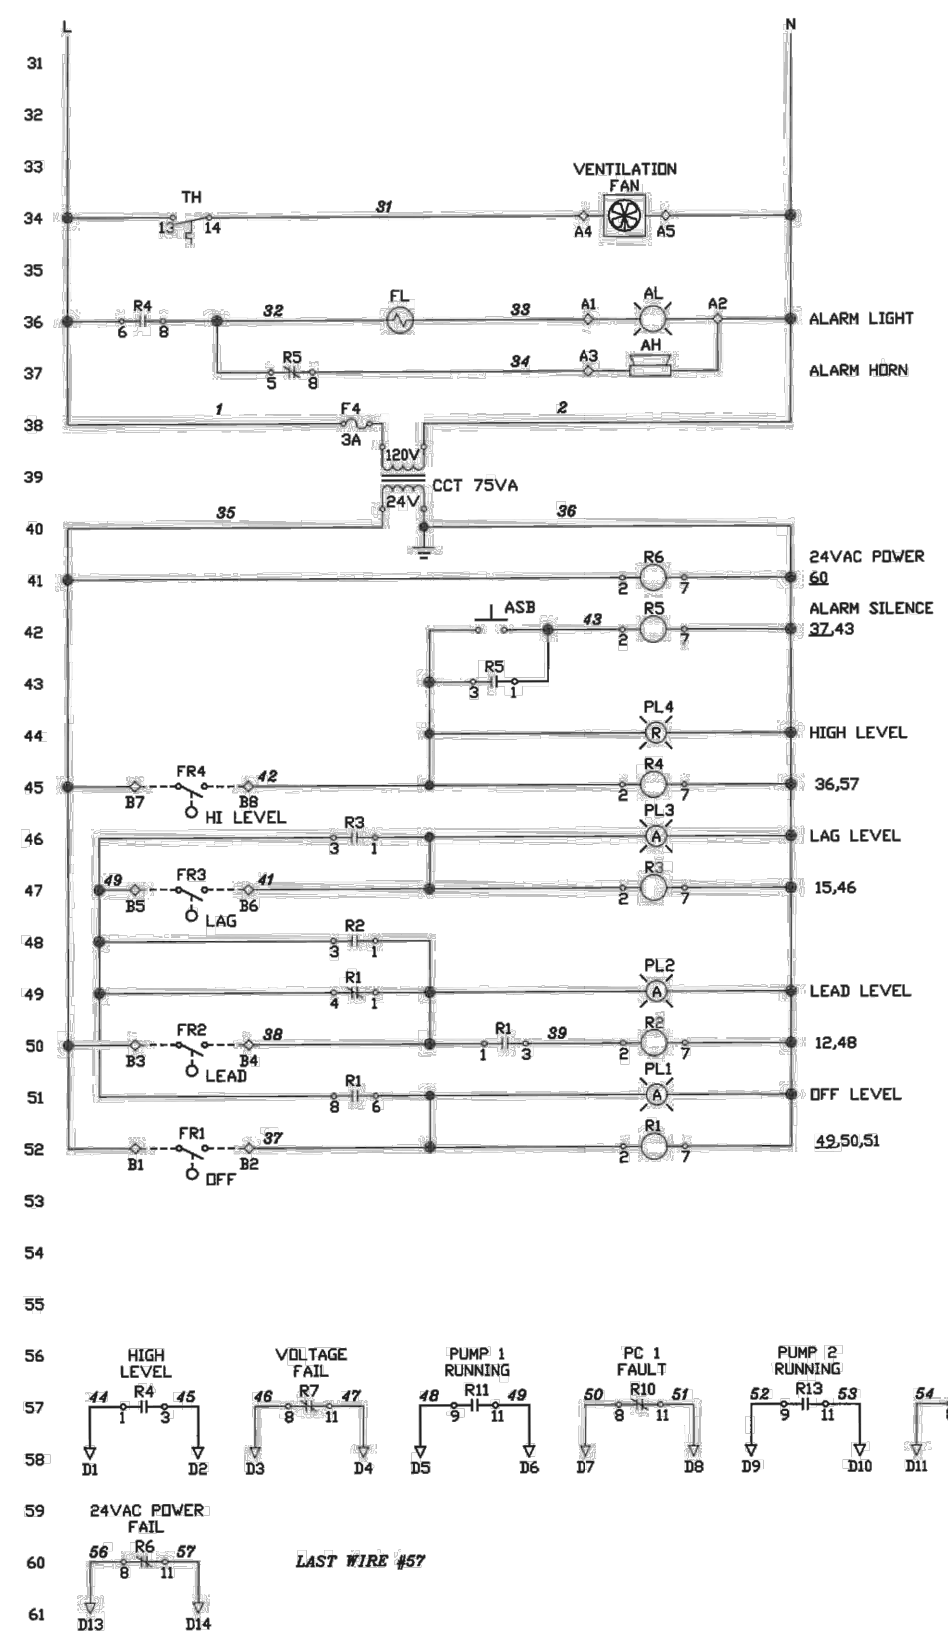 L N
31
32
33
VENTILATION
FAN
TH 31
34
13 14 A4 A5
35
R4 32 FL 33 A1 AL A2
36 6 8 ALARM LIGHT
R5 34 A3 AH
37 5 8 ALARM HORN
1 F4 2
38
3A
120V
39 CCT 75VA
24V
35 36
40
R6 24VAC POWER
41 2 7 60
ASB 43 R5 ALARM SILENCE
42 2 7 37,43
R5
43 3 1
PL4
44 R HIGH LEVEL
FR4 42 R4
45 B7 B8 2 7 36,57
HI LEVEL
R3 PL3
46 3 1 A LAG LEVEL
49 FR3 41 R3
47 B5 B6 2 7 15,46
LAG
R2
48 3 1
R1 PL2
49 4 1 A LEAD LEVEL
FR2 38 R1 39 R2
50 B3 B4 1 3 2 7 12,48
LEAD
R1 PL1
51 8 6 A OFF LEVEL
FR1 37 R1
52 B1 B2 2 7 49,50,51
OFF
53
54
55
56 HIGH VOLTAGE PUMP 1 PC 1 PUMP 2
LEVEL FAIL RUNNING FAULT RUNNING
44 R4 45 46 R7 47 48 R11 49 50 R10 51 52 R13 53 54
57 1 3 8 11 9 11 8 11 9 11
58
D1 D2 D3 D4 D5 D6 D7 D8 D9 D10 D11
59 24VAC POWER
FAIL
56 R6 57
60 8 11 LAST WIRE #57
61
D13 D14